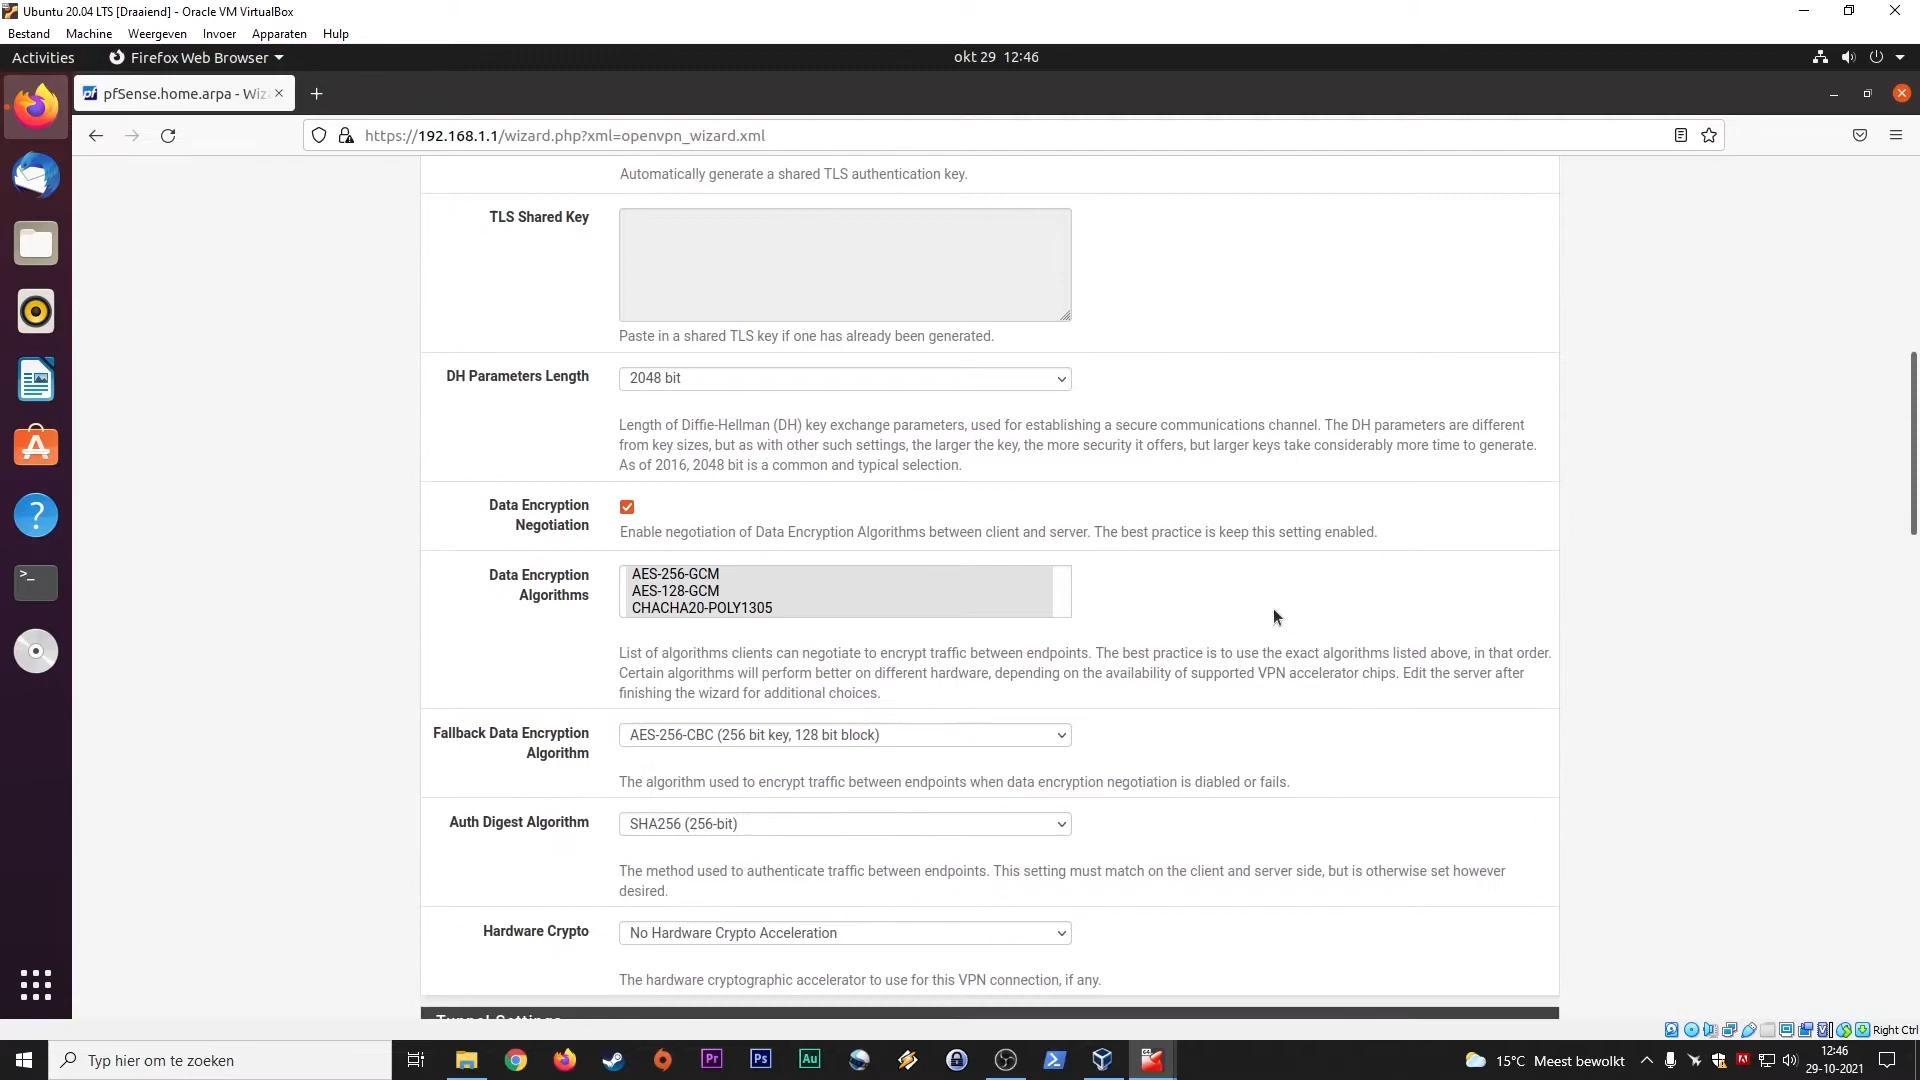 Ubuntu 20.04 LTS [Draaiend] - Oracle VM VirtualBox
Bestand Machine Weergeven Invoer Apparaten Hulp
Activities Firefox Web Browser okt 29 12:46
pfSense.home.arpa - Wiz
https://192.168.1.1/wizard.php?xml=openvpn_wizard.xml
Automatically generate a shared TLS authentication key.
TLS Shared Key
Paste in a shared TLS key if one has already been generated.
DH Parameters Length 2048 bit
Length of Diffie-Hellman (DH) key exchange parameters, used for establishing a secure communications channel. The DH parameters are different
from key sizes, but as with other such settings, the larger the key, the more security it offers, but larger keys take considerably more time to generate.
As of 2016, 2048 bit is a common and typical selection.
Data Encryption
Negotiation
Enable negotiation of Data Encryption Algorithms between client and server. The best practice is keep this setting enabled.
Data Encryption
Algorithms
AES-256-GCM
AES-128-GCM
CHACHA20-POLY1305
List of algorithms clients can negotiate to encrypt traffic between endpoints. The best practice is to use the exact algorithms listed above, in that order.
Certain algorithms will perform better on different hardware, depending on the availability of supported VPN accelerator chips. Edit the server after
finishing the wizard for additional choices.
Fallback Data Encryption
Algorithm
AES-256-CBC (256 bit key, 128 bit block)
The algorithm used to encrypt traffic between endpoints when data encryption negotiation is diabled or fails.
Auth Digest Algorithm SHA256 (256-bit)
The method used to authenticate traffic between endpoints. This setting must match on the client and server side, but is otherwise set however
desired.
Hardware Crypto No Hardware Crypto Acceleration
The hardware cryptographic accelerator to use for this VPN connection, if any.
Tunnel Settings
Right Ctrl
Typ hier om te zoeken
Pr Ps Au
15°C Meest bewolkt
12:46
29-10-2021